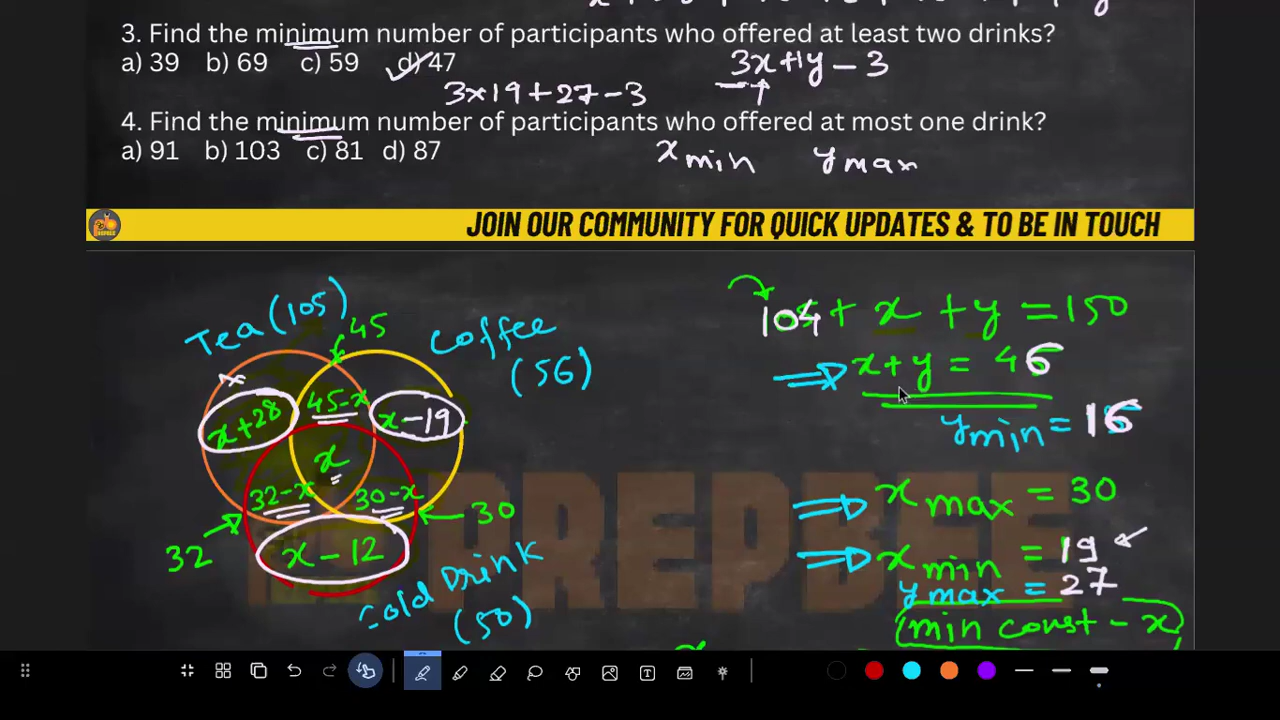 3. Find the minimum number of participants who offered at least two drinks?
a) 39 b) 69 c) 59 d) 47
3x+1y-3
3×19+27-3
4. Find the minimum number of participants who offered at most one drink?
a) 91 b) 103 c) 81 d) 87
x min y max
JOIN OUR COMMUNITY FOR QUICK UPDATES & TO BE IN TOUCH
Tea (105)
45
Coffee
(56)
x+28
45-x
x-19
x
32-x
30-x
32
30
x-12
Cold Drink
(50)
104 + x + y = 150
⇒ x+y = 46
y min = 16
⇒ x max = 30
⇒ x min = 19
y max = 27
min const - x
PREPBEE